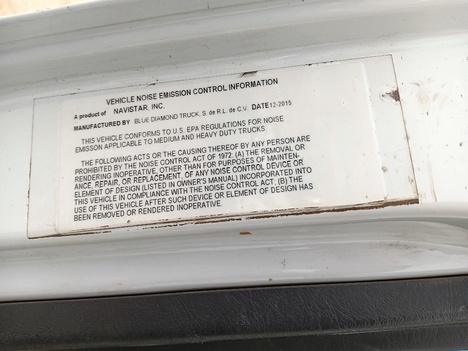 VEHICLE NOISE EMISSION CONTROL INFORMATION
A product of NAVISTAR, INC.
MANUFACTURED BY BLUE DIAMOND TRUCK, S. de R.L. de C.V. DATE 12-2015
THIS VEHICLE CONFORMS TO U.S. EPA REGULATIONS FOR NOISE
EMISSION APPLICABLE TO MEDIUM AND HEAVY DUTY TRUCKS.
THE FOLLOWING ACTS OR THE CAUSING THEREOF BY ANY PERSON ARE
PROHIBITED BY THE NOISE CONTROL ACT OF 1972: (A) THE REMOVAL OR
RENDERING INOPERATIVE, OTHER THAN FOR PURPOSES OF MAINTEN-
ANCE, REPAIR, OR REPLACEMENT, OF ANY NOISE CONTROL DEVICE OR
ELEMENT OF DESIGN (LISTED IN OWNER'S MANUAL) INCORPORATED INTO
THIS VEHICLE IN COMPLIANCE WITH THE NOISE CONTROL ACT; (B) THE
USE OF THIS VEHICLE AFTER SUCH DEVICE OR ELEMENT OF DESIGN HAS
BEEN REMOVED OR RENDERED INOPERATIVE.